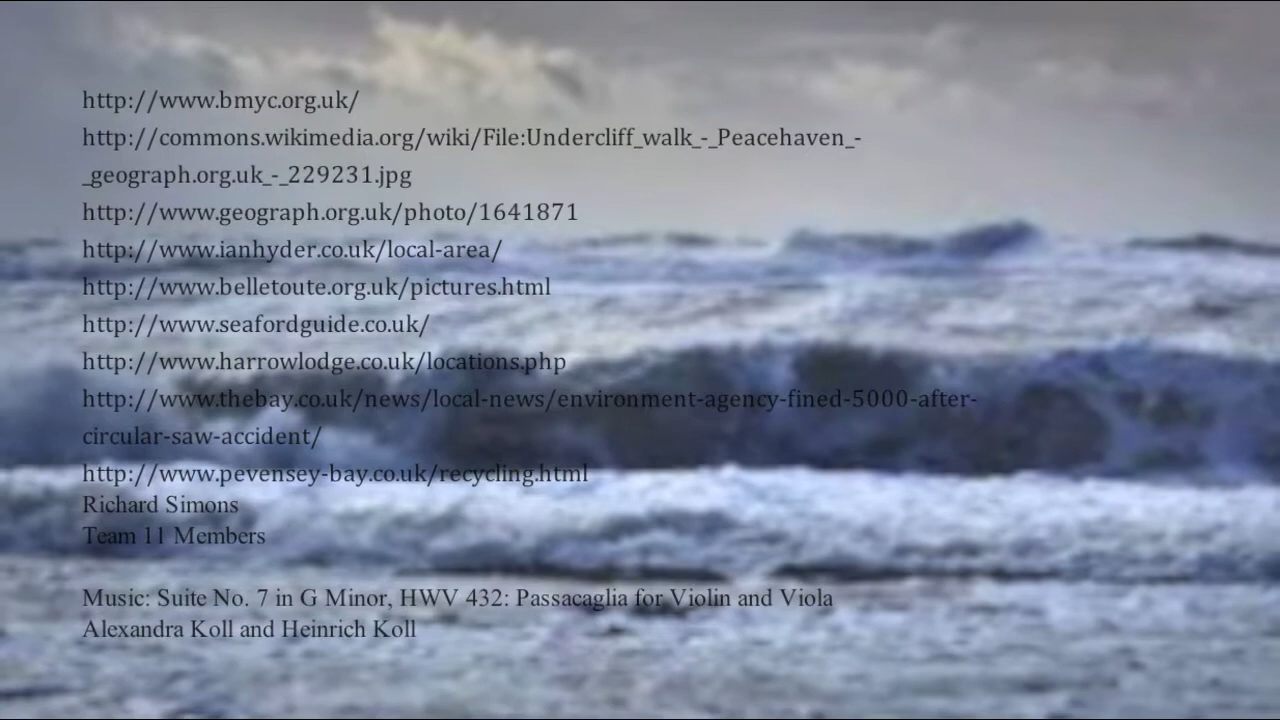 http://www.bmyc.org.uk/
http://commons.wikimedia.org/wiki/File:Undercliff_walk_-_Peacehaven_-
_geograph.org.uk_-_229231.jpg
http://www.geograph.org.uk/photo/1641871
http://www.ianhyder.co.uk/local-area/
http://www.belletoute.org.uk/pictures.html
http://www.seafordguide.co.uk/
http://www.harrowlodge.co.uk/locations.php
http://www.thebay.co.uk/news/local-news/environment-agency-fined-5000-after-
circular-saw-accident/
http://www.pevensey-bay.co.uk/recycling.html
Richard Simons
Team 11 Members
Music: Suite No. 7 in G Minor, HWV 432: Passacaglia for Violin and Viola
Alexandra Koll and Heinrich Koll